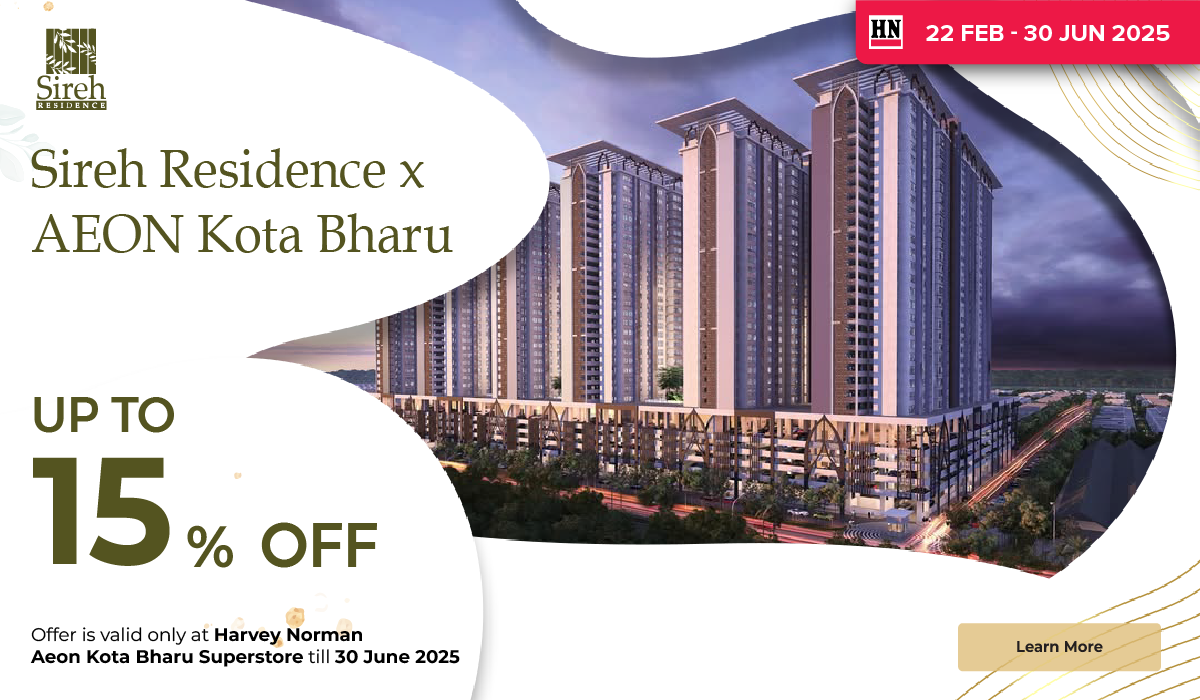 HN
22 FEB - 30 JUN 2025
Sireh
RESIDENCE
Sireh Residence x
AEON Kota Bharu
UP TO
15% OFF
Offer is valid only at Harvey Norman
Aeon Kota Bharu Superstore till 30 June 2025
Learn More